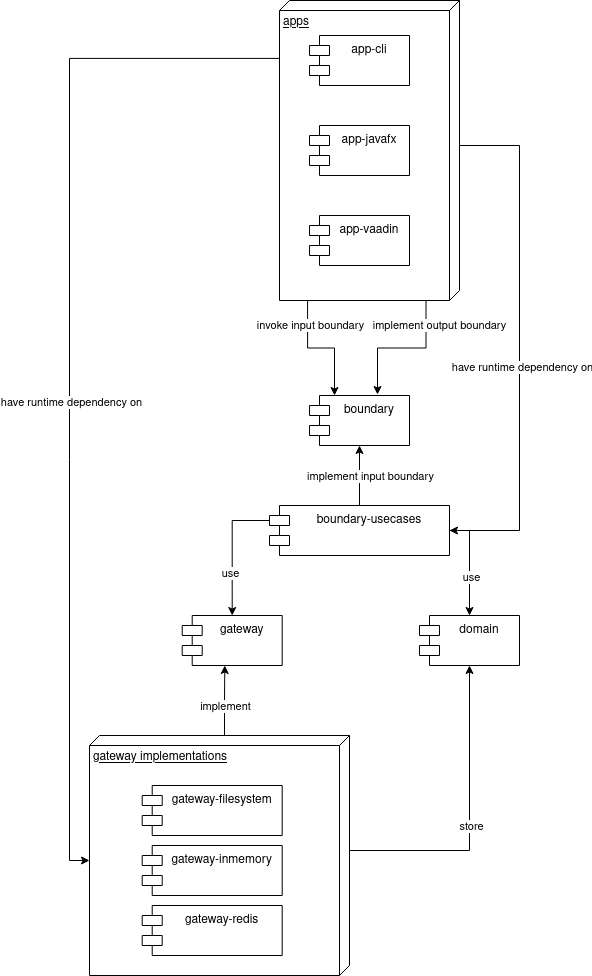 apps
app-cli
app-javafx
app-vaadin
invoke input boundary
implement output boundary
have runtime dependency on
have runtime dependency on
boundary
implement input boundary
boundary-usecases
use
use
gateway
domain
implement
gateway implementations
gateway-filesystem
store
gateway-inmemory
gateway-redis